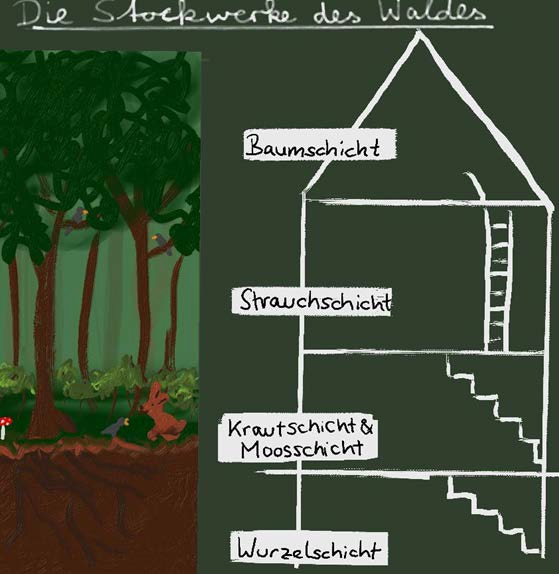 Die Stockwerke des Waldes
Baumschicht
Strauchschicht
Krautschicht &
Moosschicht
Wurzelschicht